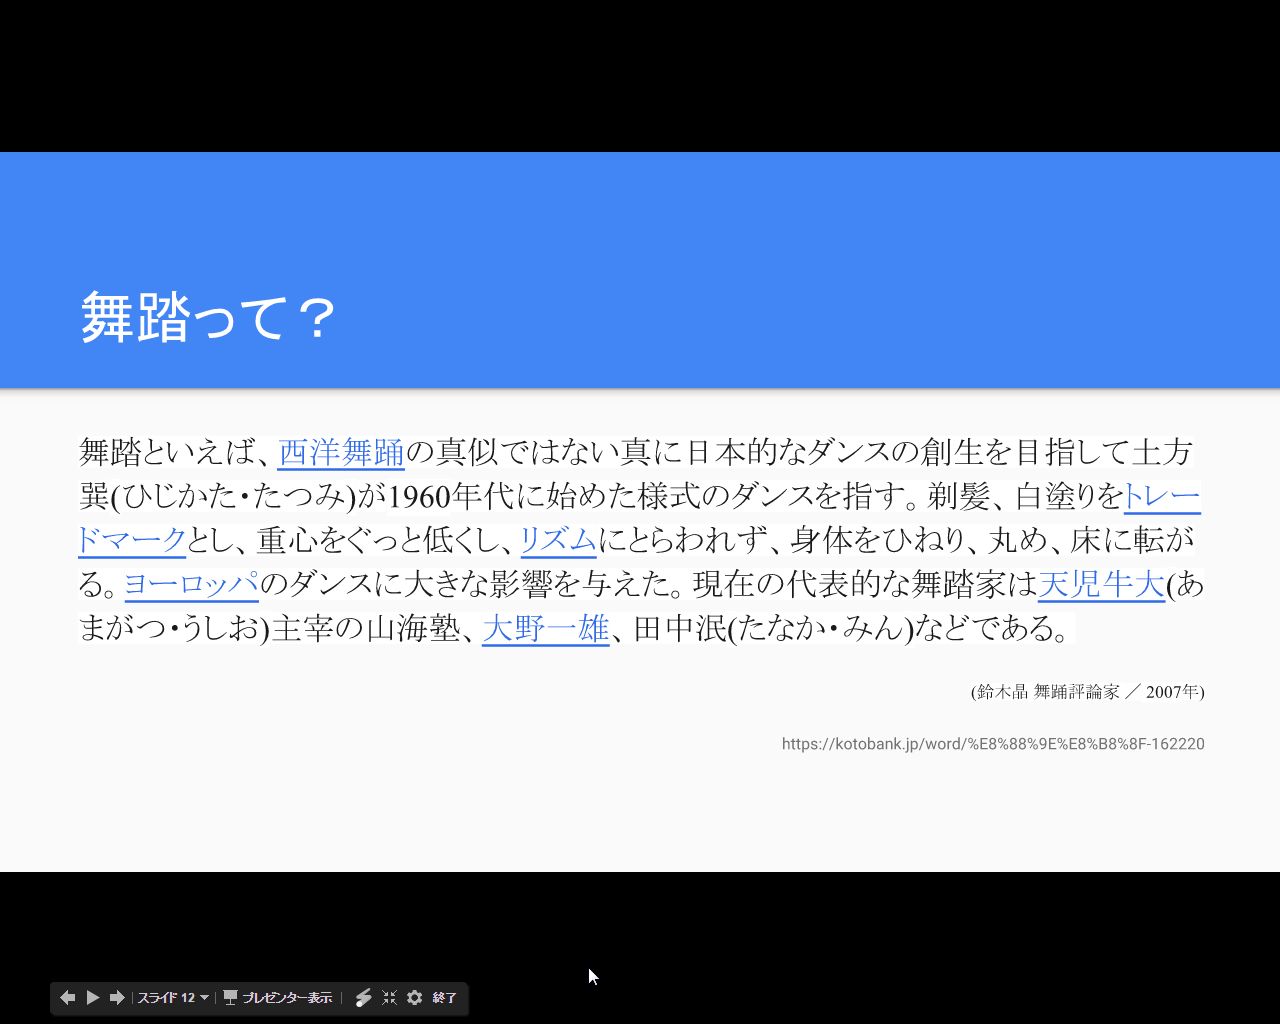 舞踏って？
舞踏といえば、西洋舞踊の真似ではない真に日本的なダンスの創生を目指して土方
巽(ひじかた・たつみ)が1960年代に始めた様式のダンスを指す。剃髪、白塗りをトレー
ドマークとし、重心をぐっと低くし、リズムにとらわれず、身体をひねり、丸め、床に転が
る。ヨーロッパのダンスに大きな影響を与えた。現在の代表的な舞踏家は天児牛大(あ
まがつ・うしお)主宰の山海塾、大野一雄、田中泯(たなか・みん)などである。
(鈴木晶 舞踊評論家 ／ 2007年)
https://kotobank.jp/word/%E8%88%9E%E8%B8%8F-162220
スライド 12 プレゼンター表示 終了